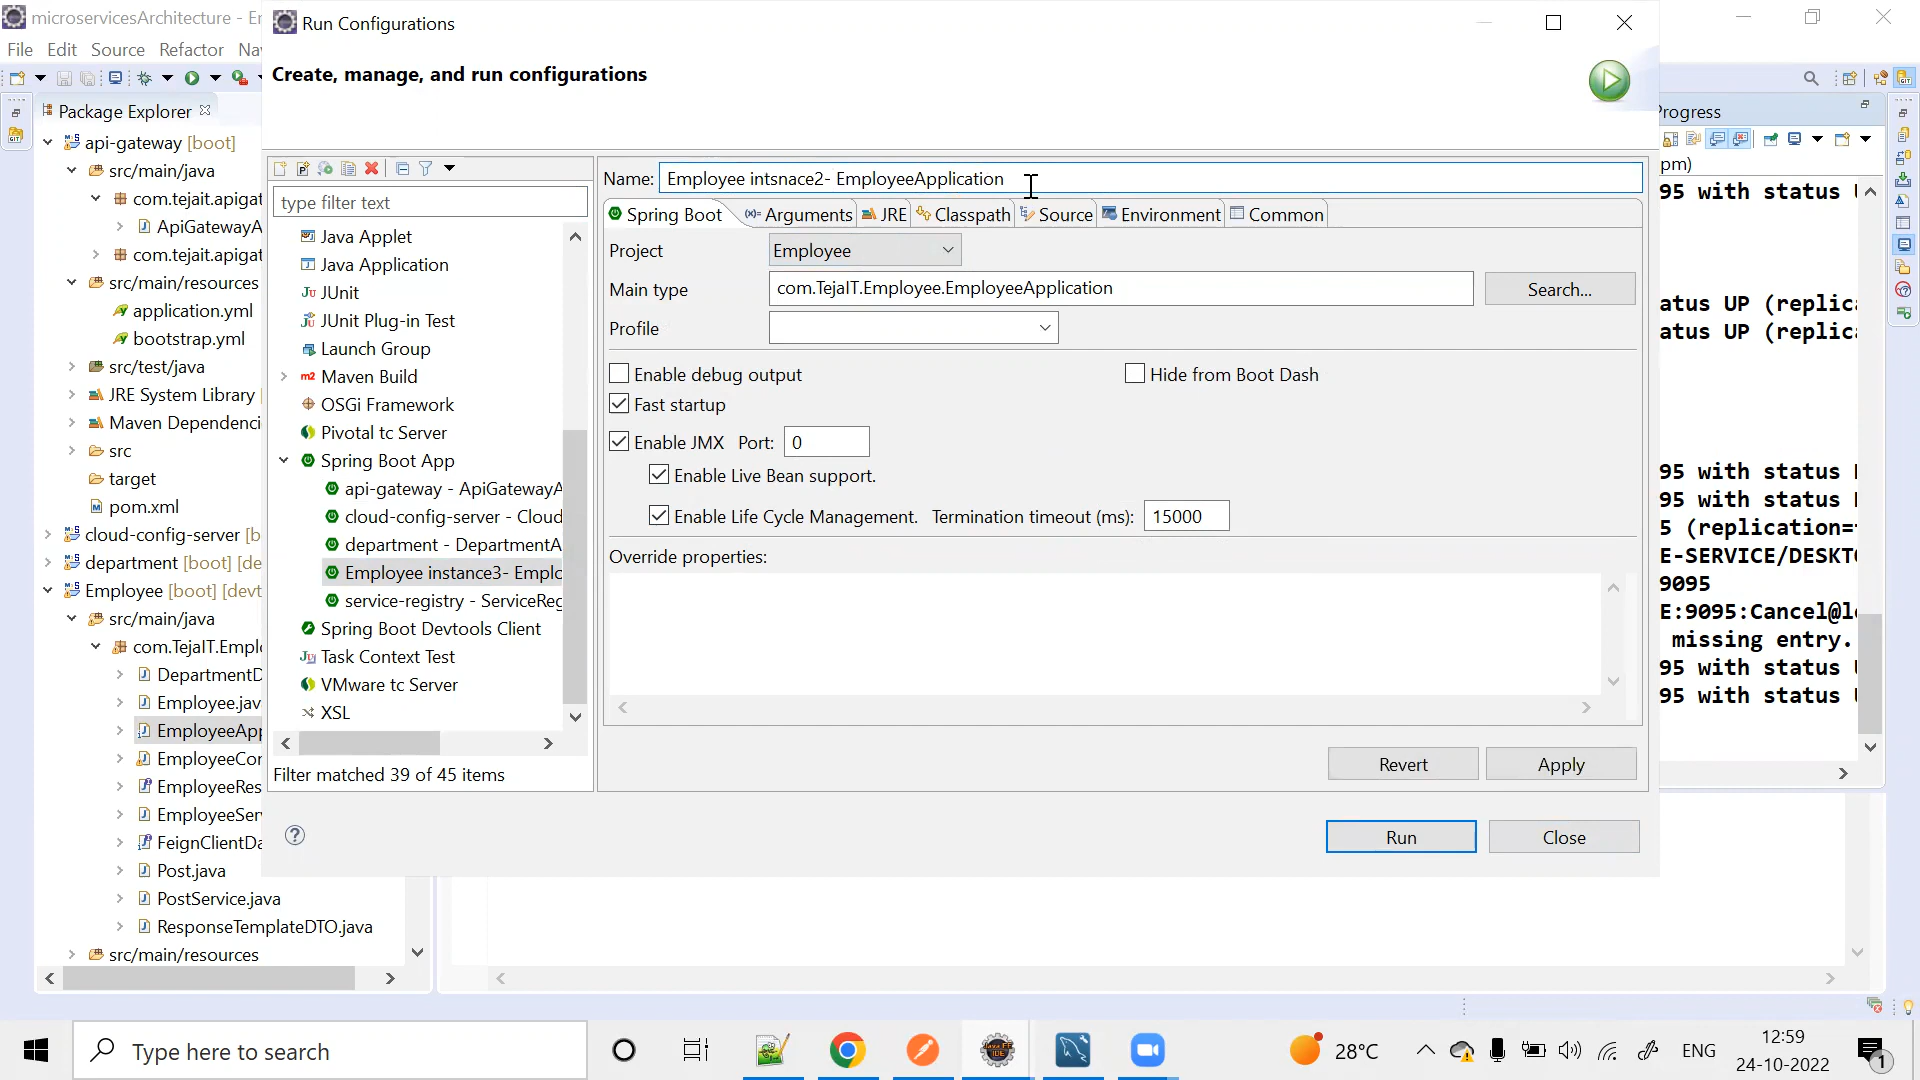 microservicesArchitecture - Er
Run Configurations
File Edit Source Refactor Nav
Create, manage, and run configurations
Package Explorer
Progress
api-gateway [boot]
pm)
src/main/java
Name: Employee intsnace2- EmployeeApplication
95 with status U
com.tejait.apigat
type filter text
Spring Boot
Arguments
JRE
Classpath
Source
Environment
Common
ApiGatewayA
Java Applet
Project Employee
com.tejait.apigat
Java Application
src/main/resources
JUnit
Main type com.TejaIT.Employee.EmployeeApplication Search...
application.yml
JUnit Plug-in Test
atus UP (replica
bootstrap.yml
Launch Group
Profile
atus UP (replica
src/test/java
Maven Build
Enable debug output
Hide from Boot Dash
JRE System Library
OSGi Framework
Fast startup
Maven Dependenci
Pivotal tc Server
Enable JMX Port: 0
src
Spring Boot App
95 with status
target
api-gateway - ApiGatewayA
Enable Live Bean support.
95 with status
pom.xml
cloud-config-server - Cloud
Enable Life Cycle Management. Termination timeout (ms): 15000
5 (replication=
cloud-config-server [b
department - DepartmentA
Override properties:
E-SERVICE/DESKTO
department [boot] [de
Employee instance3- Emplo
9095
Employee [boot] [devt
service-registry - ServiceReg
E:9095:Cancel@l
src/main/java
Spring Boot Devtools Client
missing entry.
com.TejaIT.Emplo
Task Context Test
95 with status U
DepartmentD
VMware tc Server
95 with status U
Employee.jav
XSL
EmployeeApp
EmployeeCon
Filter matched 39 of 45 items
Revert Apply
EmployeeRes
EmployeeServ
FeignClientDa
Run Close
Post.java
PostService.java
ResponseTemplateDTO.java
src/main/resources
Type here to search
28°C
ENG
12:59
24-10-2022
1